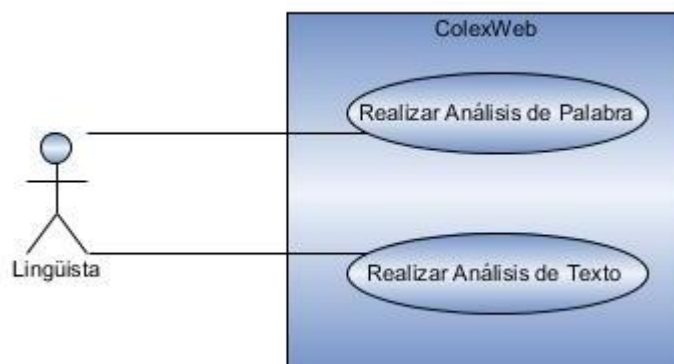 ColexWeb
Realizar Análisis de Palabra
Lingüista
Realizar Análisis de Texto